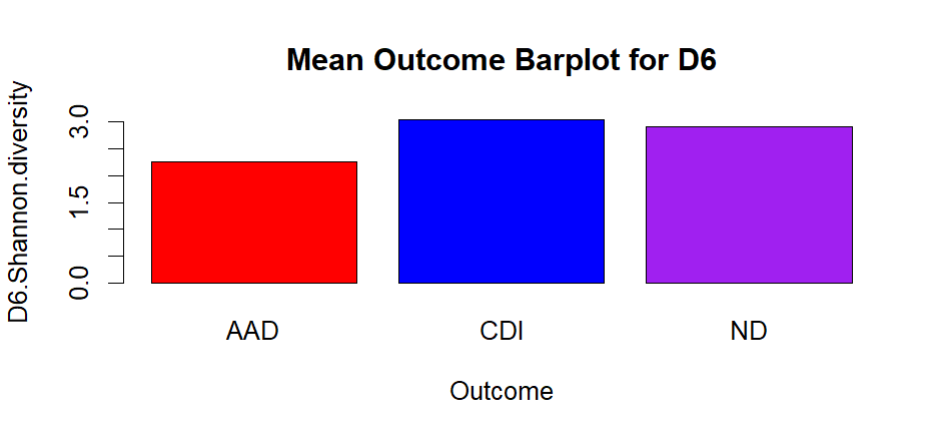 Mean Outcome Barplot for D6
D6.Shannon.diversity
3.0
1.5
0.0
AAD CDI ND
Outcome